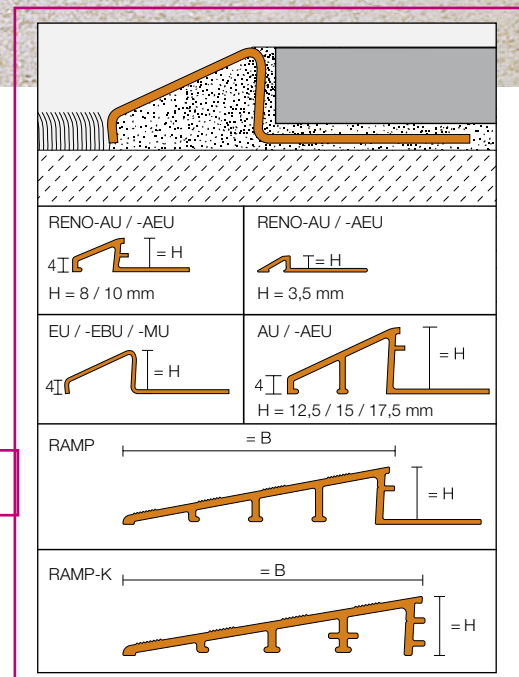 RENO-AU / -AEU
4
= H
H = 8 / 10 mm
RENO-AU / -AEU
= H
H = 3,5 mm
EU / -EBU / -MU
4
= H
AU / -AEU
4
= H
H = 12,5 / 15 / 17,5 mm
RAMP
= B
= H
RAMP-K
= B
= H